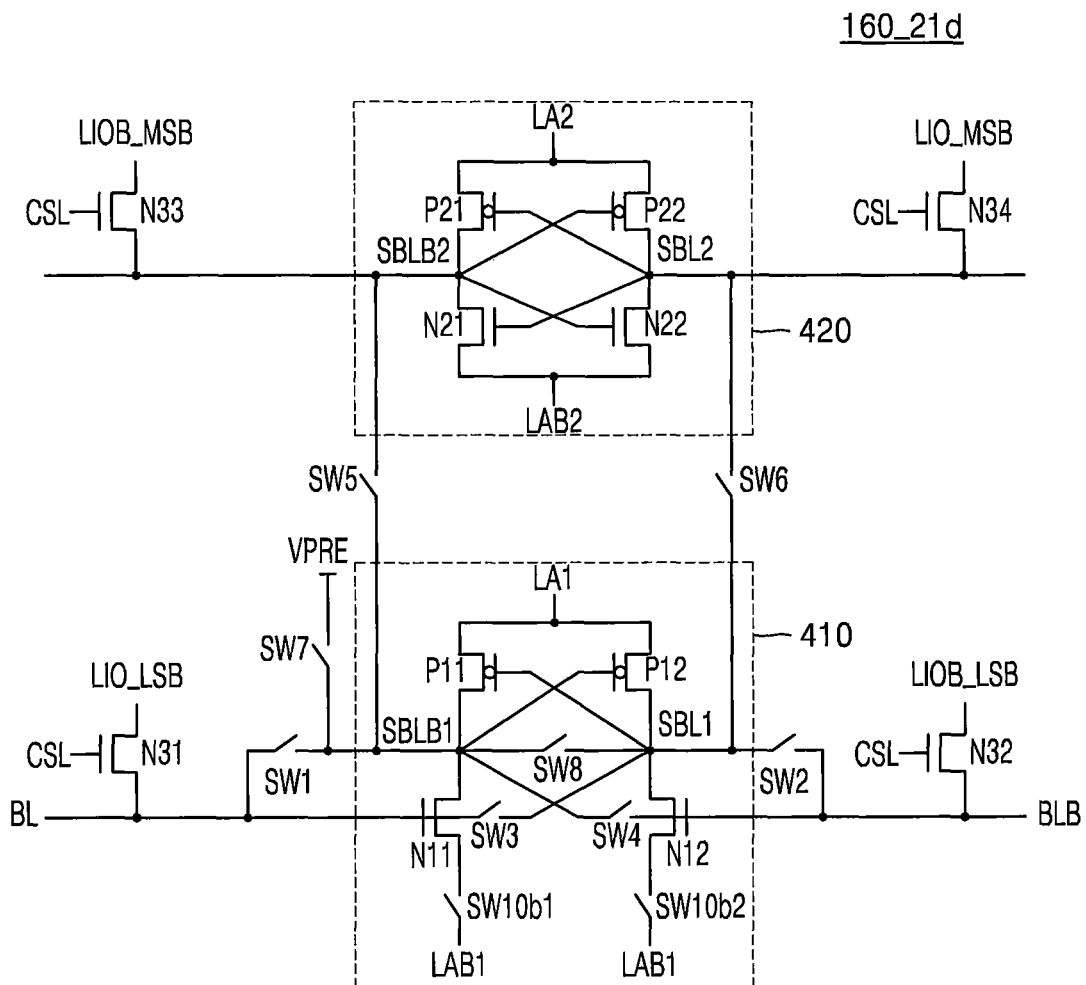 160_21d
LA2
LIOB_MSB
LIO_MSB
CSL
N33
P21
P22
CSL
N34
SBLB2
SBL2
N21
N22
420
LAB2
SW5
SW6
VPRE
LA1
410
SW7
P11
P12
LIO_LSB
LIOB_LSB
SBLB1
SBL1
CSL
N31
SW1
SW8
SW2
CSL
N32
BL
SW3
SW4
BLB
N11
N12
SW10b1
SW10b2
LAB1
LAB1